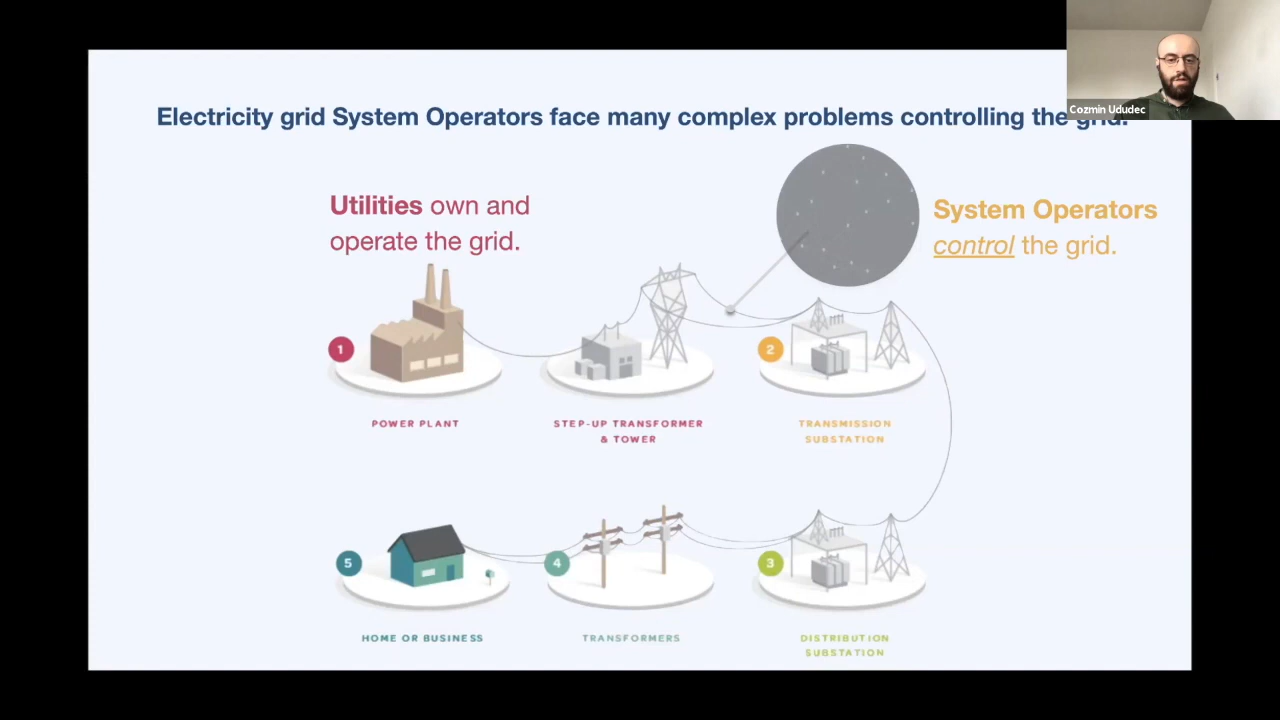 Cozmin Ududec
Electricity grid System Operators face many complex problems controlling the grid.
Utilities own and
operate the grid.
System Operators
control the grid.
1
2
POWER PLANT
STEP-UP TRANSFORMER
& TOWER
TRANSMISSION
SUBSTATION
5
4
3
HOME OR BUSINESS
TRANSFORMERS
DISTRIBUTION
SUBSTATION